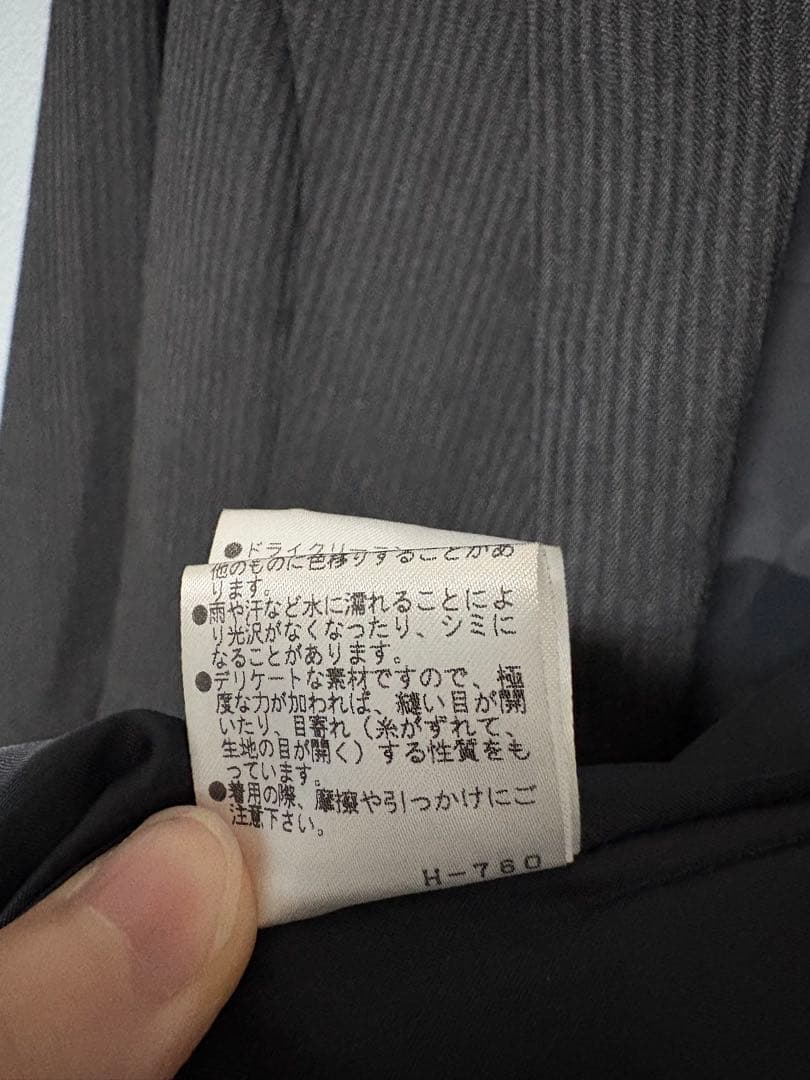 ●ドライクリ
他のものに色移りすることがあ
ります。
●雨や汗など水に濡れることによ
り光沢がなくなったり、シミに
なることがあります。
●デリケートな素材ですので、極
度な力が加われば、縫い目が開
いたり、目寄れ（糸がずれて、
生地の目が開く）する性質をも
っています。
●着用の際、摩擦や引っかけにご
注意下さい。
H-760